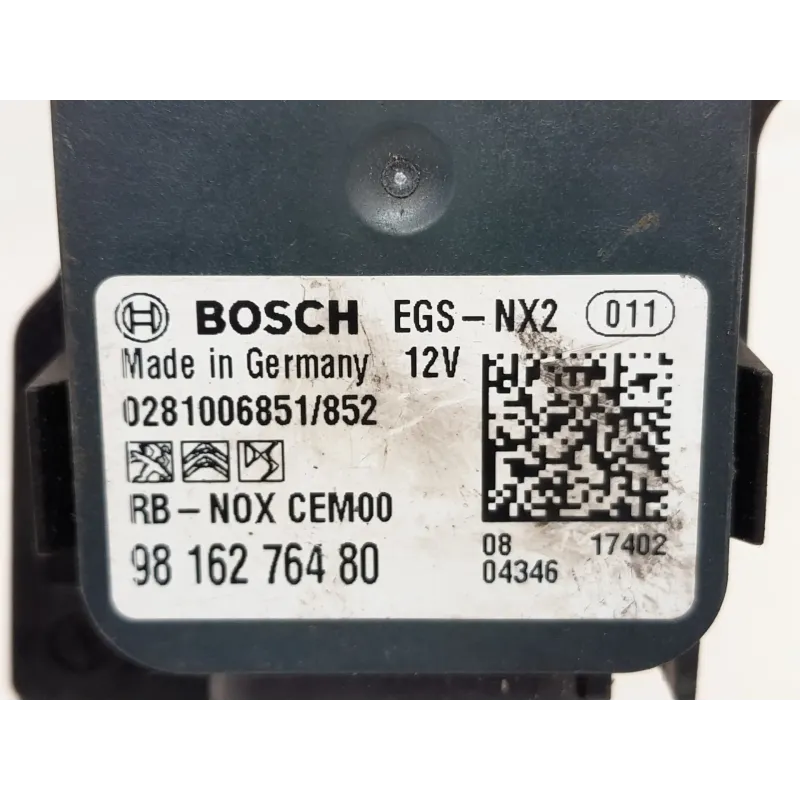 BOSCH EGS-NX2 011
Made in Germany 12V
0281006851/852
RB-NOX CEM00
98 162 764 80
08 17402
04346